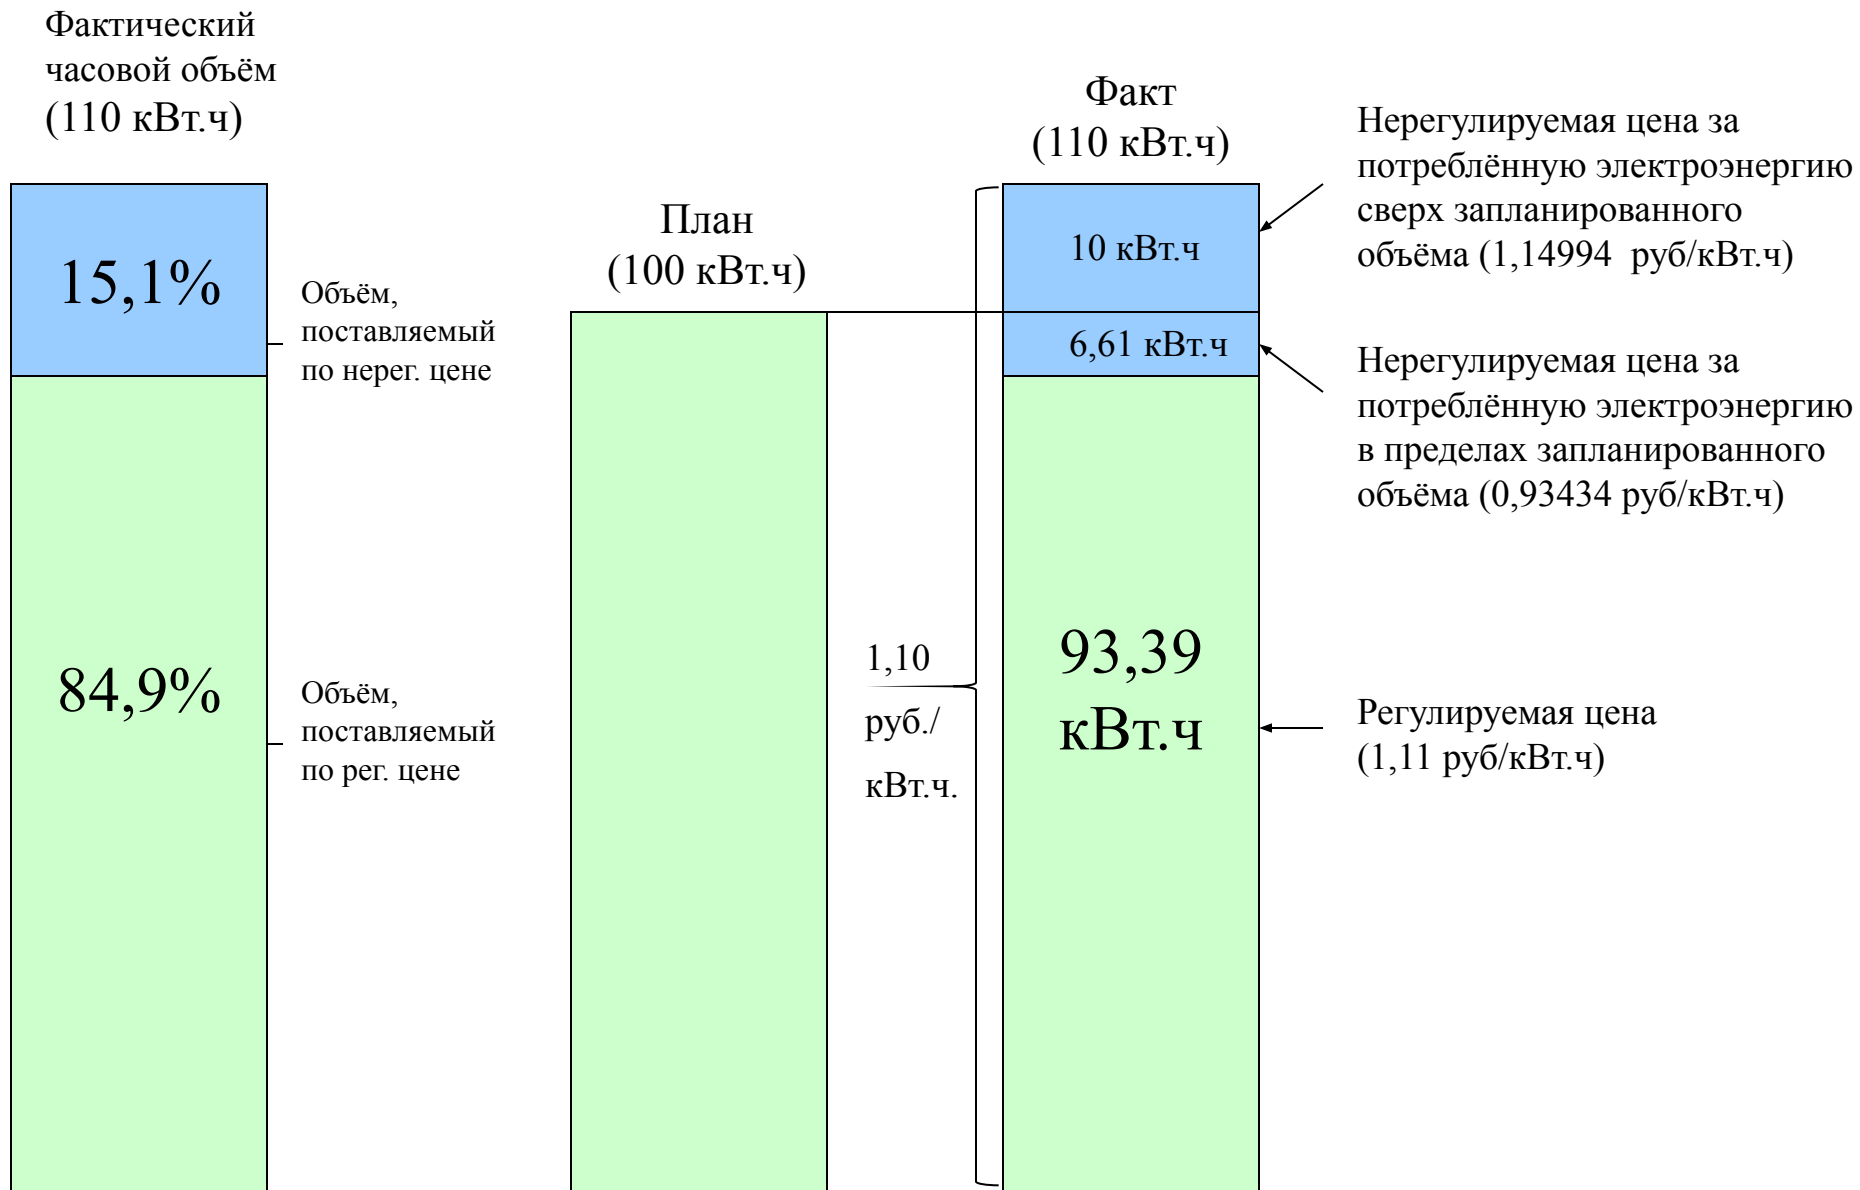 Фактический
часовой объём
(110 кВт.ч)
15,1%
Объём,
поставляемый
по нерег. цене
84,9%
Объём,
поставляемый
по рег. цене
План
(100 кВт.ч)
1,10
руб./
кВт.ч.
Факт
(110 кВт.ч)
10 кВт.ч
6,61 кВт.ч
93,39
кВт.ч
Нерегулируемая цена за
потреблённую электроэнергию
сверх запланированного
объёма (1,14994  руб/кВт.ч)
Нерегулируемая цена за
потреблённую электроэнергию
в пределах запланированного
объёма (0,93434 руб/кВт.ч)
Регулируемая цена
(1,11 руб/кВт.ч)